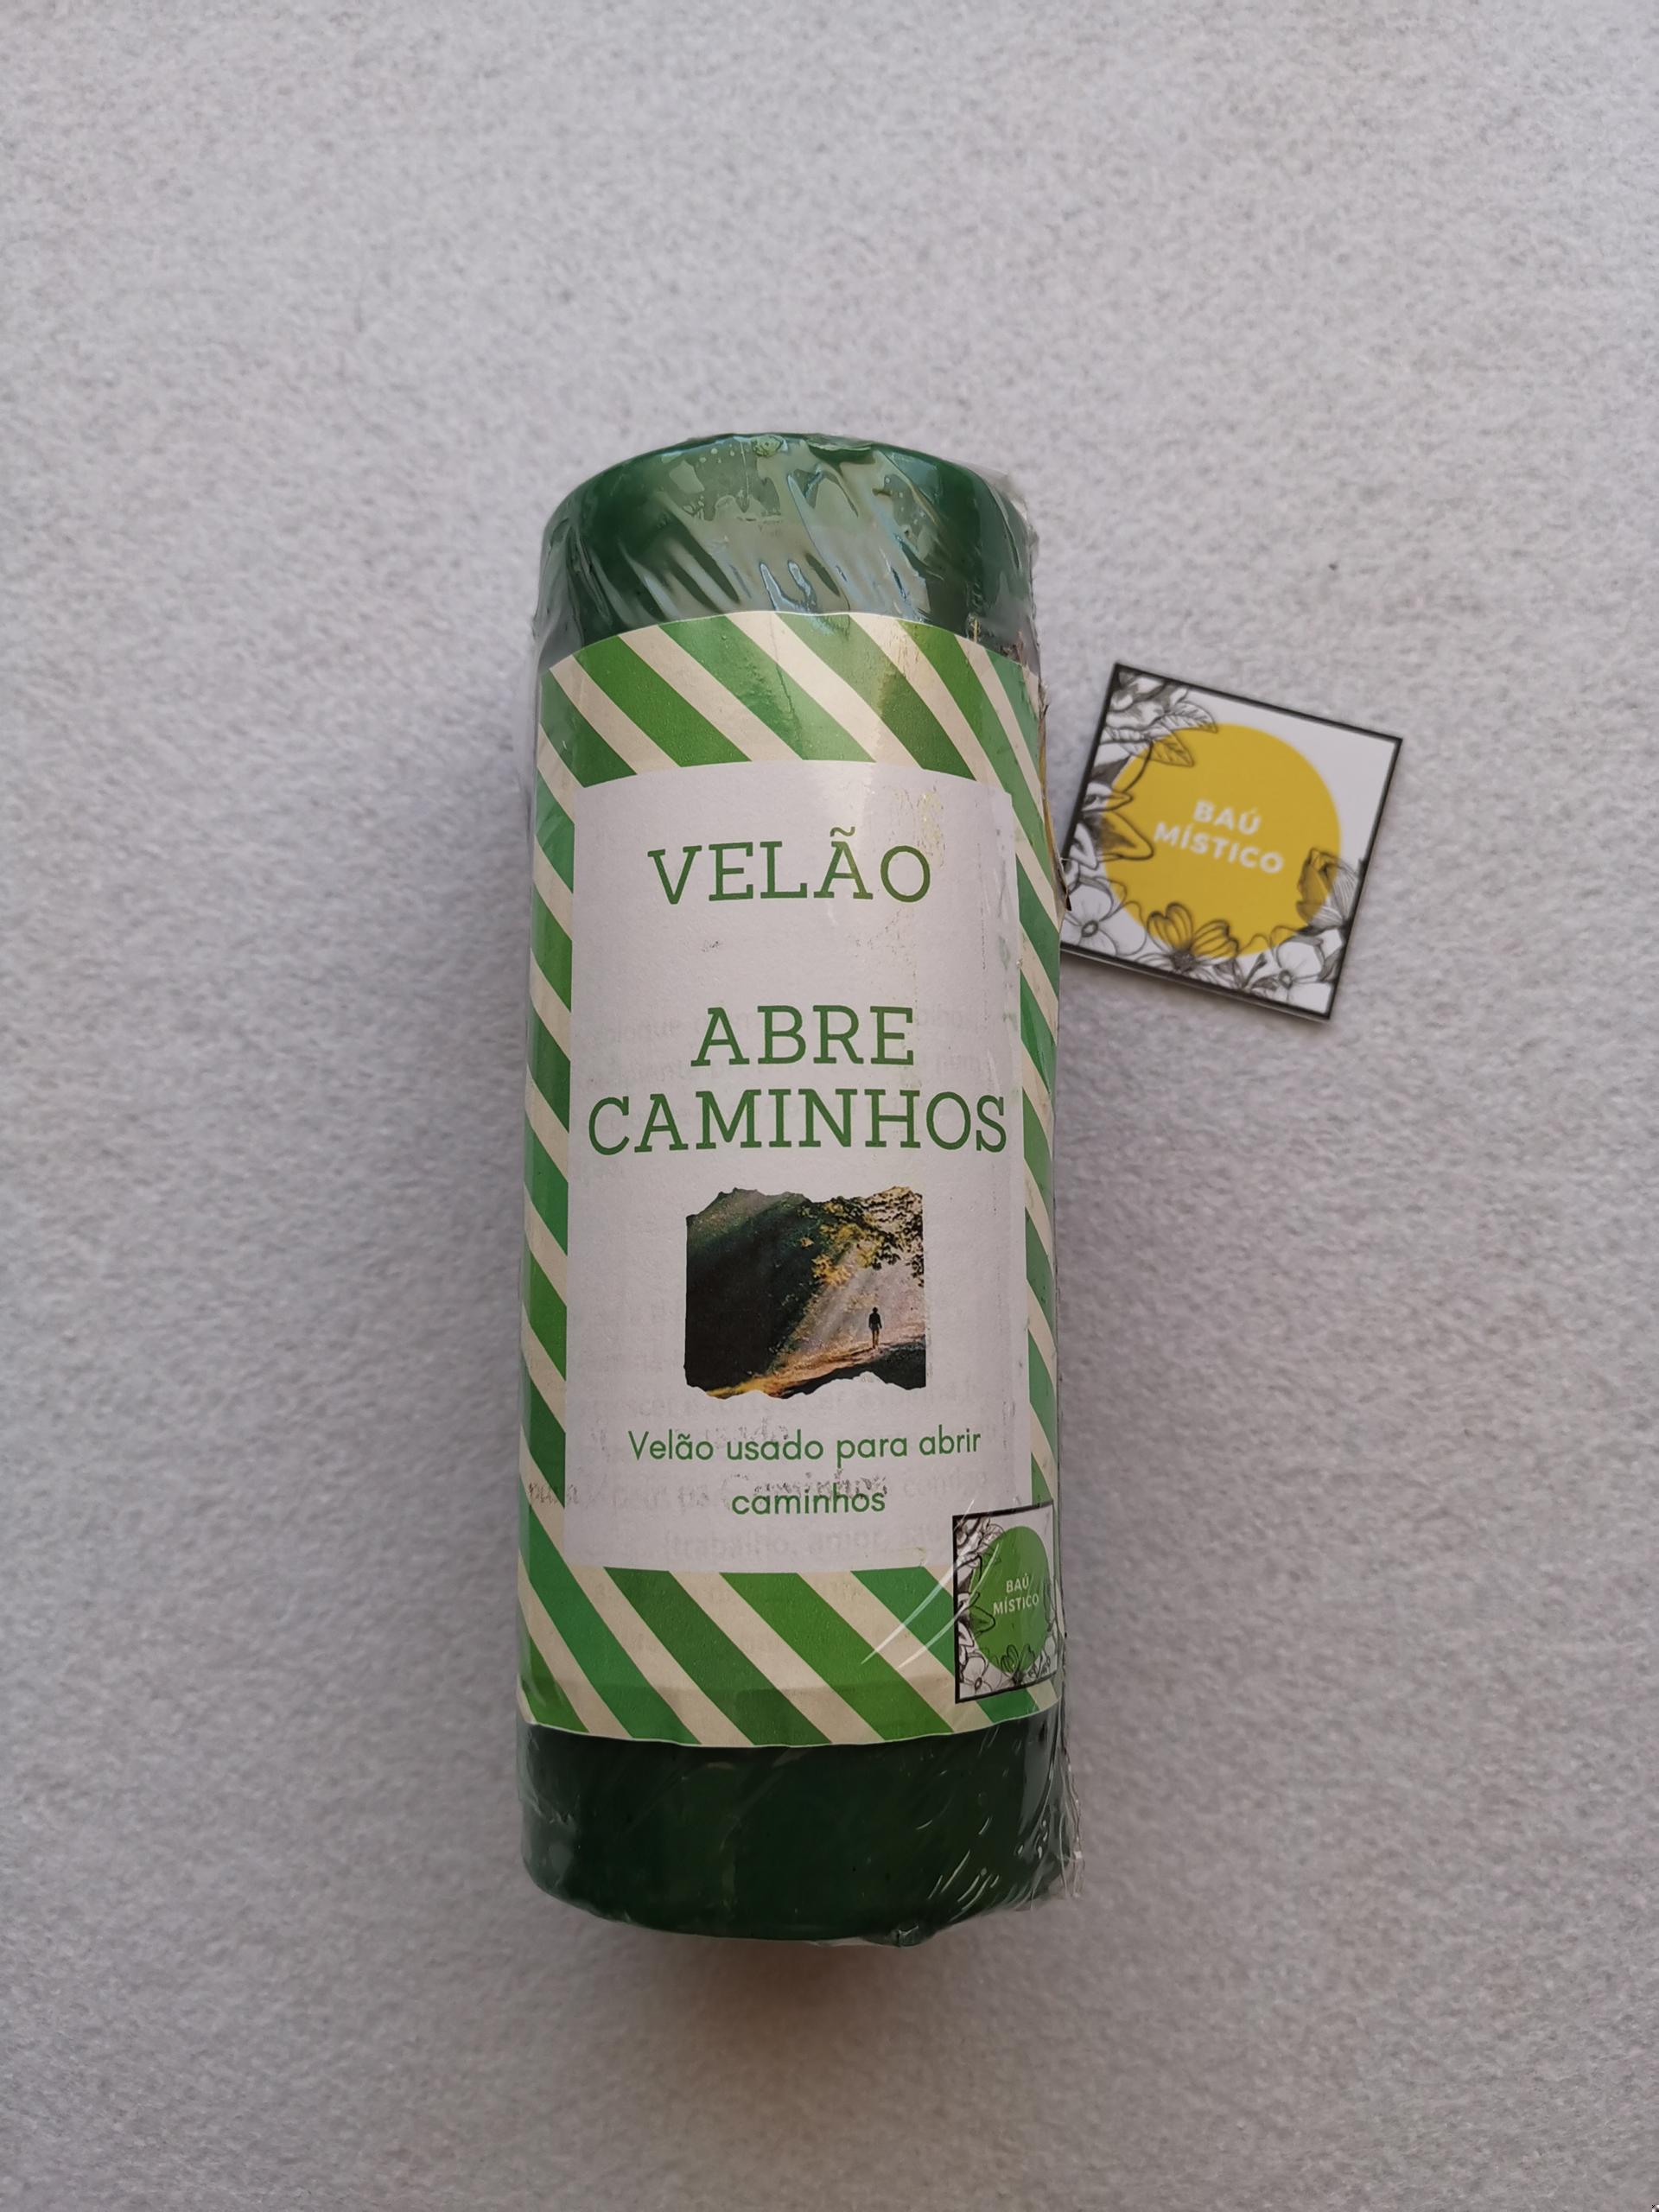 VELÃO
ABRE
CAMINHOS
Velão usado para abrir
caminhos
BAÚ
MÍSTICO
BAÚ
MÍSTICO